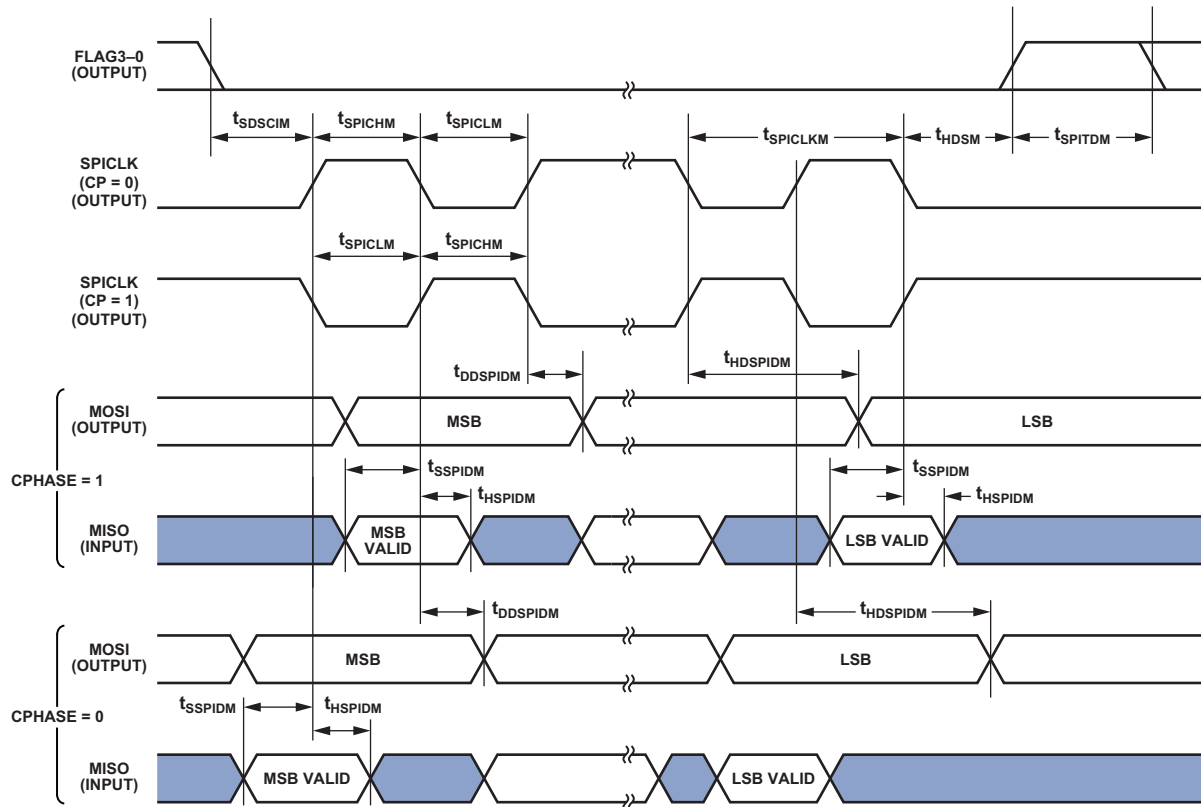 FLAG3–0
(OUTPUT)
tSDSCIM
tSPICHM
tSPICLM
tSPICLKM
tHDSM
tSPITDM
SPICLK
(CP = 0)
(OUTPUT)
tSPICLM
tSPICHM
SPICLK
(CP = 1)
(OUTPUT)
tDDSPIDM
tHDSPIDM
CPHASE = 1
MOSI
(OUTPUT)
MSB
LSB
tSSPIDM
tSSPIDM
tHSPIDM
tHSPIDM
MISO
(INPUT)
MSB
VALID
LSB VALID
tDDSPIDM
tHDSPIDM
CPHASE = 0
MOSI
(OUTPUT)
MSB
LSB
tSSPIDM
tHSPIDM
MISO
(INPUT)
MSB VALID
LSB VALID